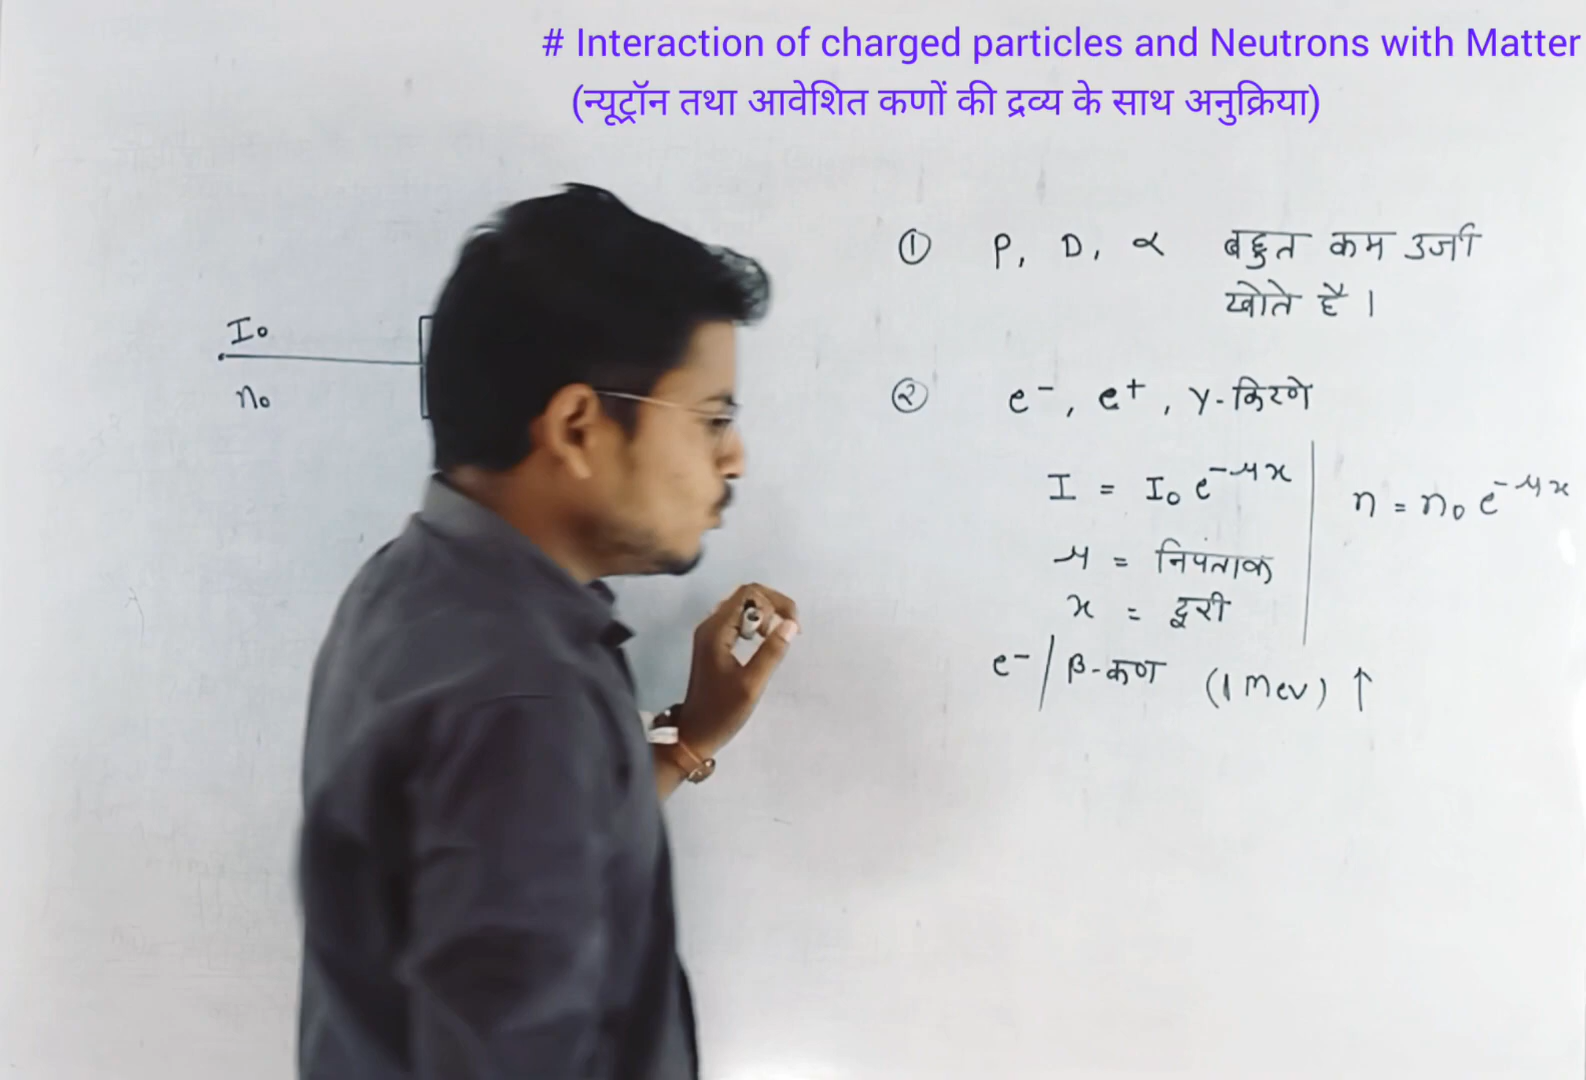 # Interaction of charged particles and Neutrons with Matter
(न्यूट्रॉन तथा आवेशित कणों की द्रव्य के साथ अनुक्रिया)
I₀
n₀
① P, D, α बहुत कम उर्जा
खोते है ।
② e⁻, e⁺, γ-किरणे
I = I₀ e^-μx
n = n₀ e^-μx
μ = नियंताक
x = दूरी
e⁻/β-कण (1 Mev) ↑